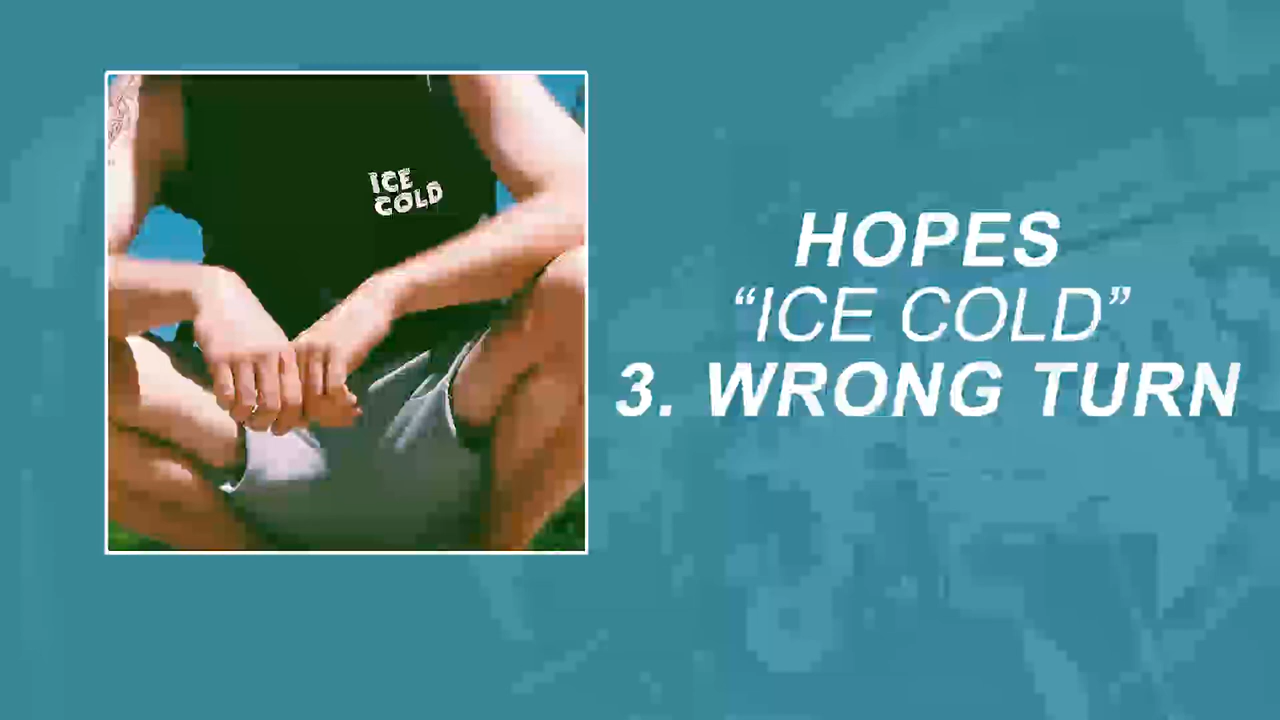 ICE
COLD
HOPES
“ICE COLD”
3. WRONG TURN